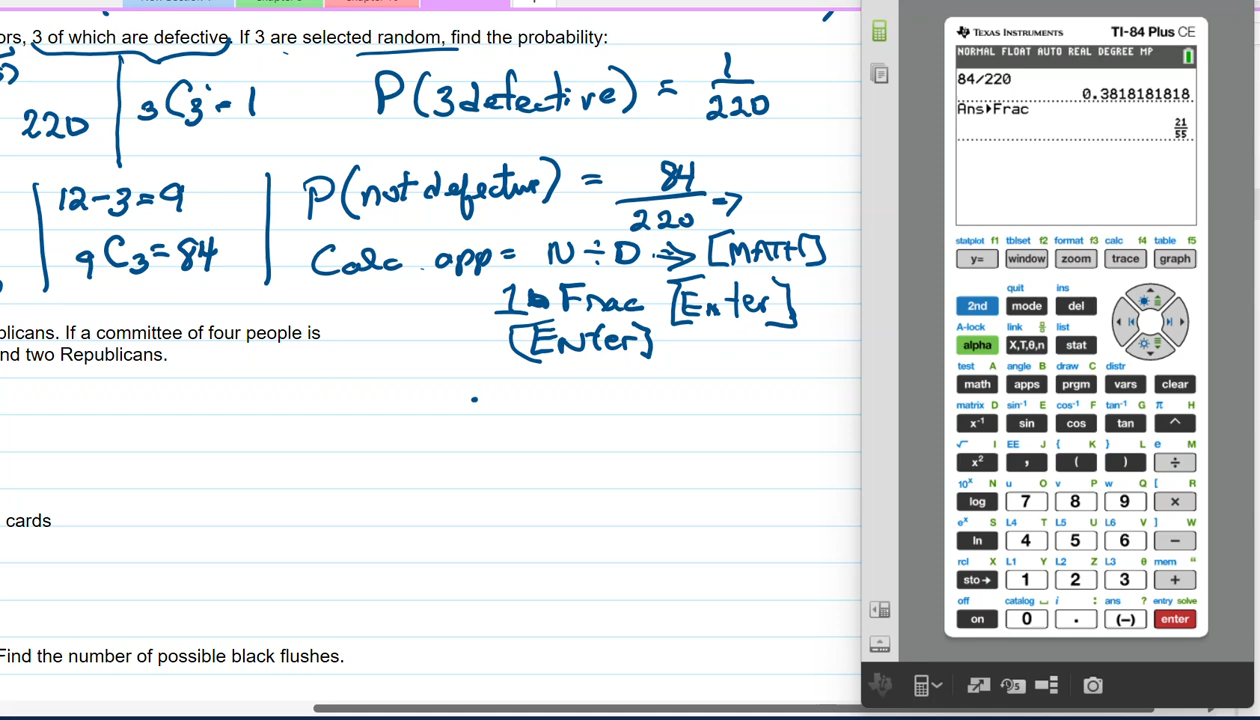 ors, 3 of which are defective. If 3 are selected random, find the probability:
220
3C3 = 1
P(3 defective) = 1/220
12-3=9
9C3=84
P(not defective) = 84/220 ⇒
Calc. app = N ÷ D ⇒ [MATH]
1▶Frac [Enter]
[Enter]
plicans. If a committee of four people is
nd two Republicans.
cards
Find the number of possible black flushes.
TEXAS INSTRUMENTS TI-84 Plus CE
NORMAL FLOAT AUTO REAL DEGREE MP
84/220
0.3818181818
Ans▶Frac
21/55
statplot f1 tblset f2 format f3 calc f4 table f5
y= window zoom trace graph
quit ins
2nd mode del
A-lock link list
alpha X,T,θ,n stat
test A angle B draw C distr
math apps prgm vars clear
matrix D sin⁻¹ E cos⁻¹ F tan⁻¹ G π H
x⁻¹ sin cos tan ^
√ I EE J { K } L e M
x² , ( ) ÷
10ˣ N u O v P w Q [ R
log 7 8 9 ×
eˣ S L4 T L5 U L6 V ] W
ln 4 5 6 −
rcl X L1 Y L2 Z L3 θ mem "
sto→ 1 2 3 +
off catalog i : ans ? entry solve
on 0 . (−) enter